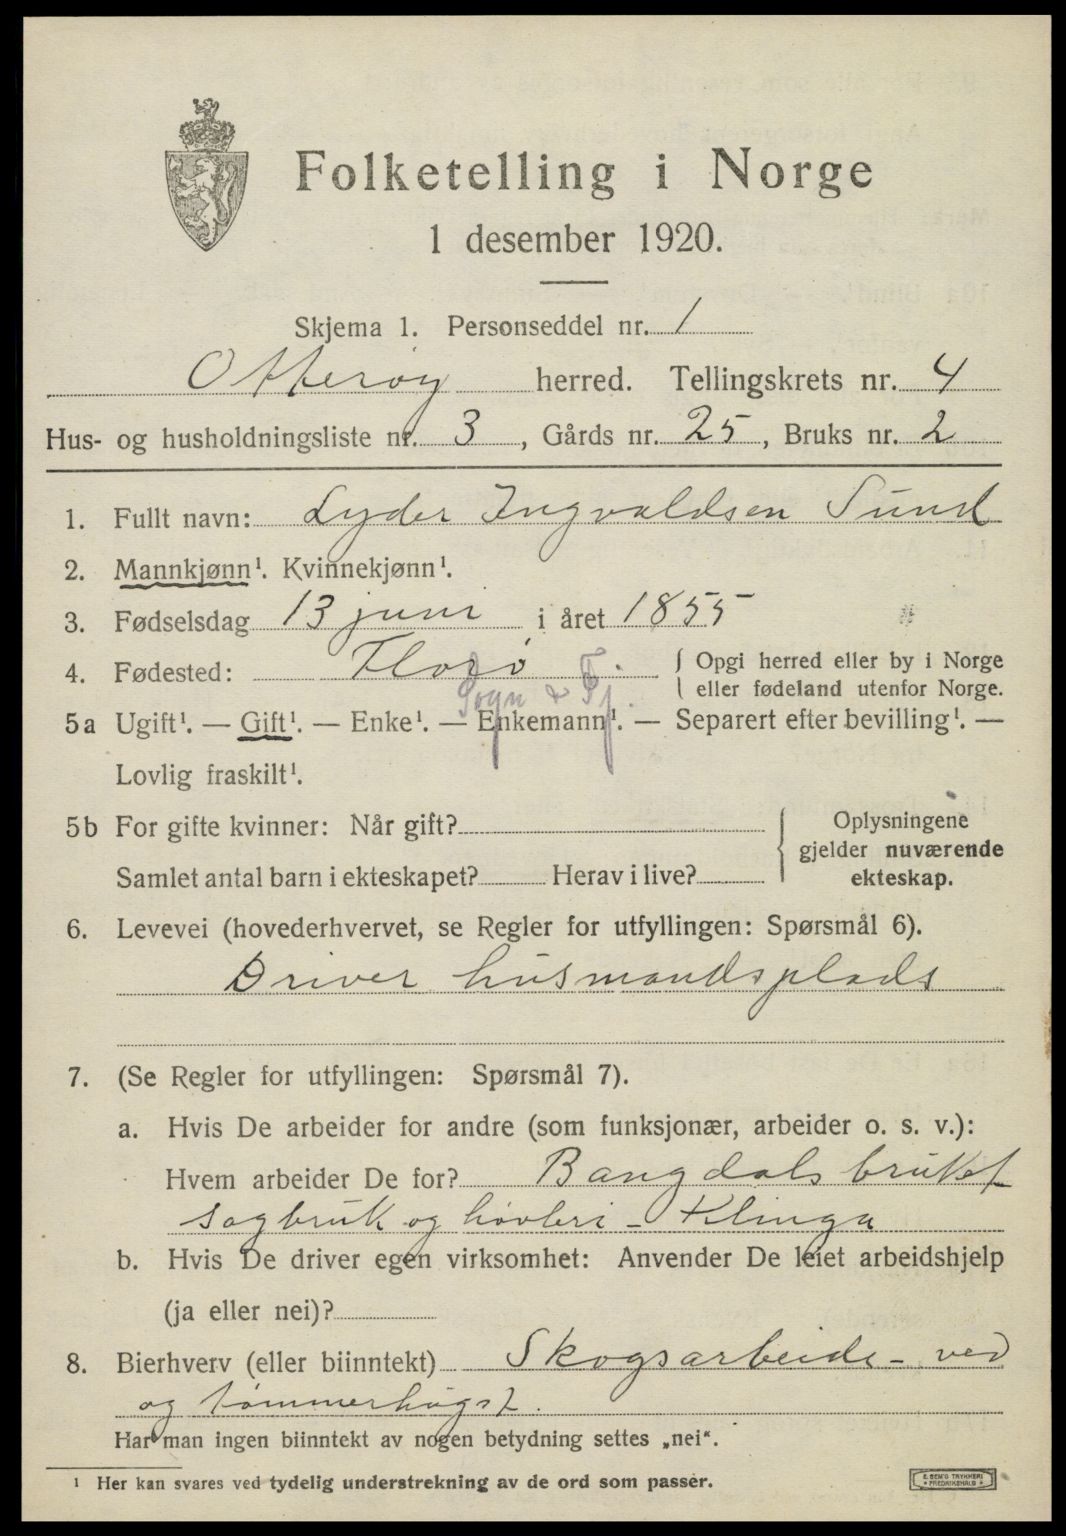 Folketelling i Norge
1 desember 1920.
Skjema 1. Personseddel nr. 1
Otterøy herred. Tellingskrets nr. 4
Hus- og husholdningsliste nr. 3, Gårds nr. 25, Bruks nr. 2
1. Fullt navn: Lyder Ingvaldsen Sund
2. Mannkjønn¹. Kvinnekjønn¹.
3. Fødselsdag 13 juni i året 1855
4. Fødested: Florø { Opgi herred eller by i Norge
eller fødeland utenfor Norge.
Sogn & Fj.
5a Ugift¹. — Gift¹. — Enke¹. — Enkemann¹. — Separert efter bevilling¹. —
Lovlig fraskilt¹.
5b For gifte kvinner: Når gift?
Samlet antal barn i ekteskapet? Herav i live?
{ Oplysningene
gjelder nuværende
ekteskap.
6. Levevei (hovederhvervet, se Regler for utfyllingen: Spørsmål 6).
Driver husmandsplads
7. (Se Regler for utfyllingen: Spørsmål 7).
a. Hvis De arbeider for andre (som funksjonær, arbeider o. s. v.):
Hvem arbeider De for? Bangdalsbruket
sagbruk og høvleri - Klinga
b. Hvis De driver egen virksomhet: Anvender De leiet arbeidshjelp
(ja eller nei)?
8. Bierhverv (eller biinntekt) Skogsarbeide - ved
og tømmerhugst.
Har man ingen biinntekt av nogen betydning settes „nei“.
¹ Her kan svares ved tydelig understrekning av de ord som passer.
E. SEM'S TRYKKERI
FREDRIKSHALD